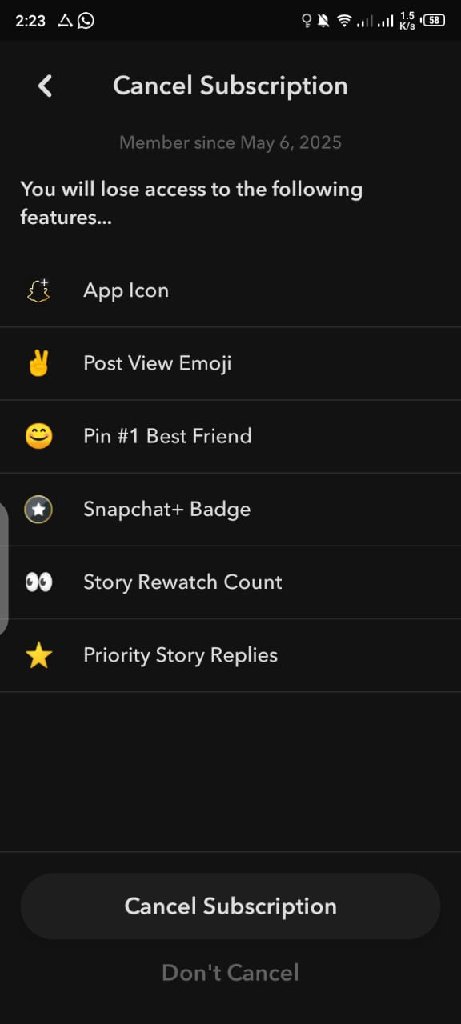 2:23
1.5
K/s
58
Cancel Subscription
Member since May 6, 2025
You will lose access to the following
features...
App Icon
Post View Emoji
Pin #1 Best Friend
Snapchat+ Badge
Story Rewatch Count
Priority Story Replies
Cancel Subscription
Don't Cancel